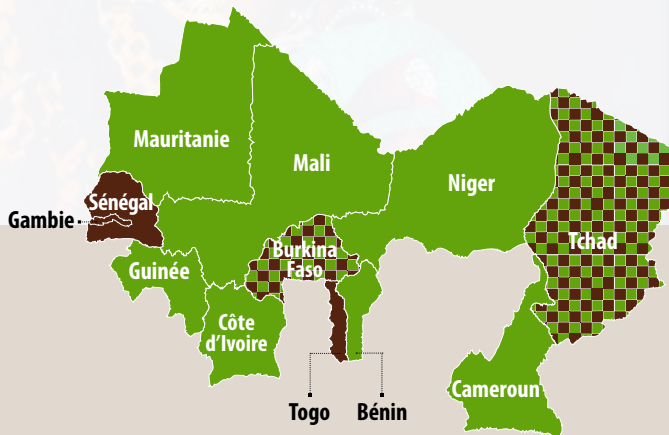 Mauritanie
Mali
Niger
Sénégal
Gambie
Tchad
Burkina
Faso
Guinée
Côte
d'Ivoire
Cameroun
Togo
Bénin